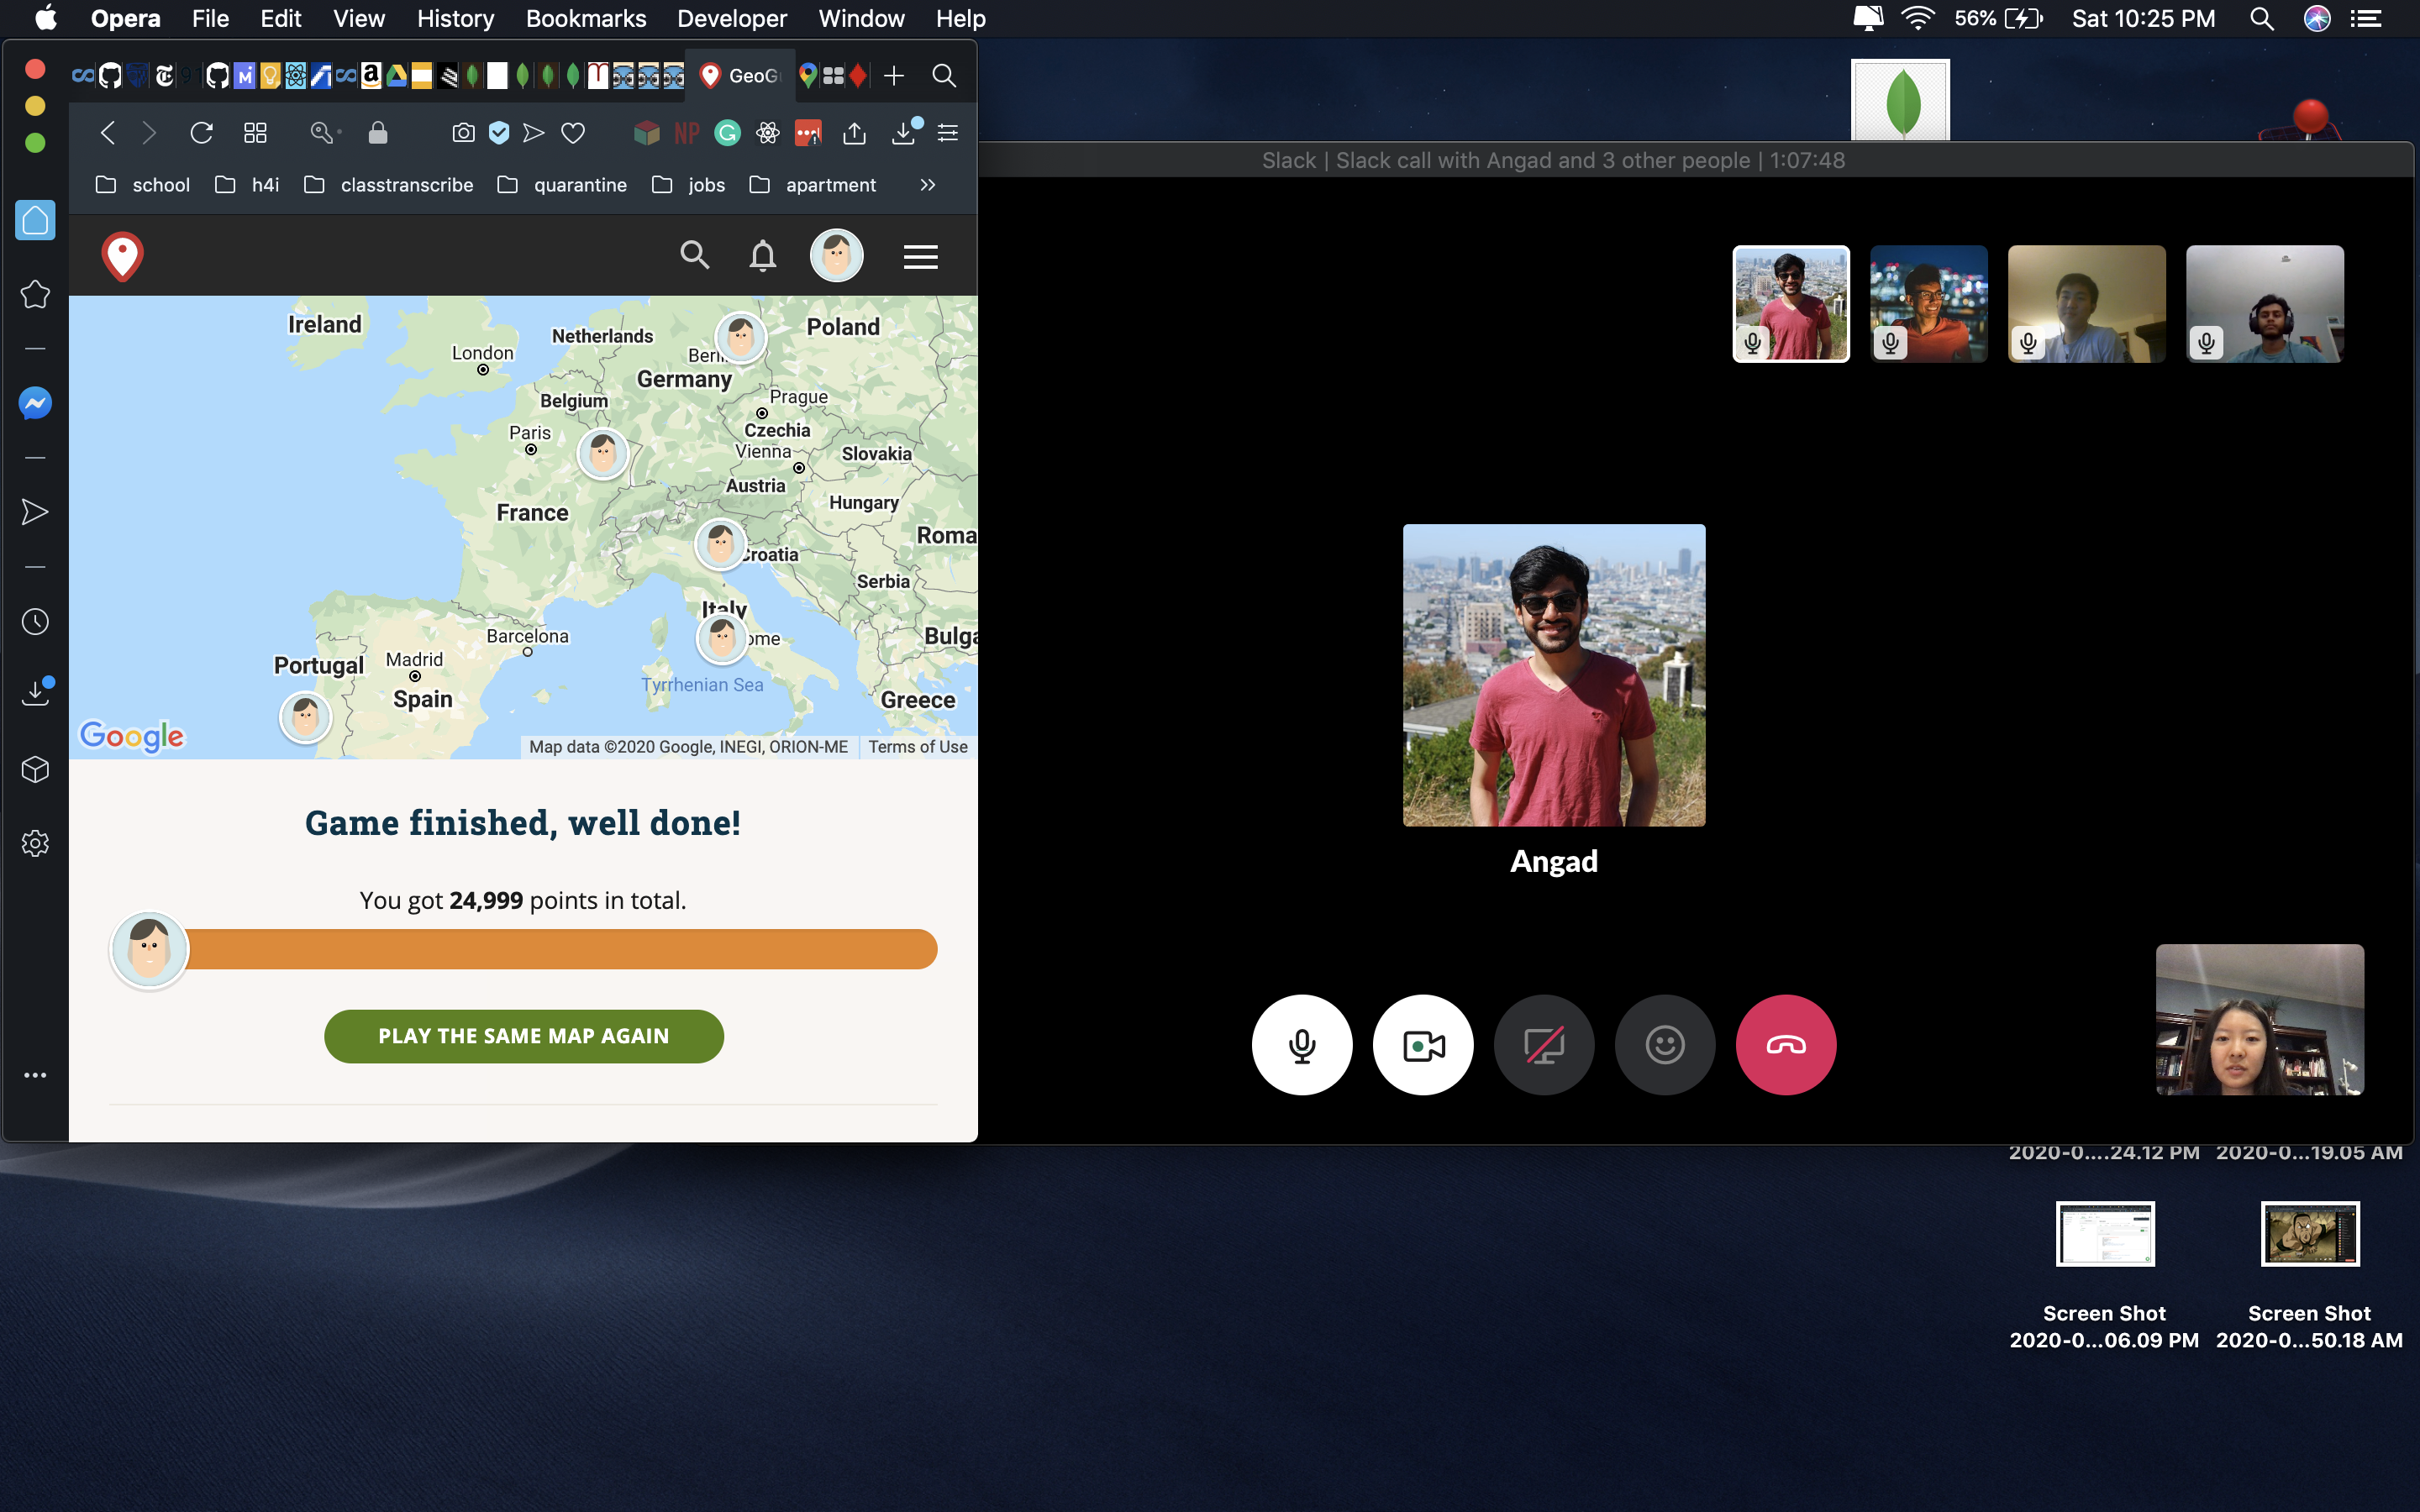 Opera File Edit View History Bookmarks Developer Window Help
56% Sat 10:25 PM
GeoG
school h4i classtranscribe quarantine jobs apartment »
Slack | Slack call with Angad and 3 other people | 1:07:48
Ireland
Netherlands
Poland
London
Berl
Germany
Belgium
Prague
Czechia
Paris
Vienna
Slovakia
Austria
Hungary
France
Roma
Croatia
Serbia
Italy
Barcelona
ome
Bulga
Portugal
Madrid
Spain
Tyrrhenian Sea
Greece
Google
Map data ©2020 Google, INEGI, ORION-ME Terms of Use
Game finished, well done!
You got 24,999 points in total.
PLAY THE SAME MAP AGAIN
Angad
2020-0....24.12 PM 2020-0...19.05 AM
Screen Shot
2020-0...06.09 PM
Screen Shot
2020-0...50.18 AM